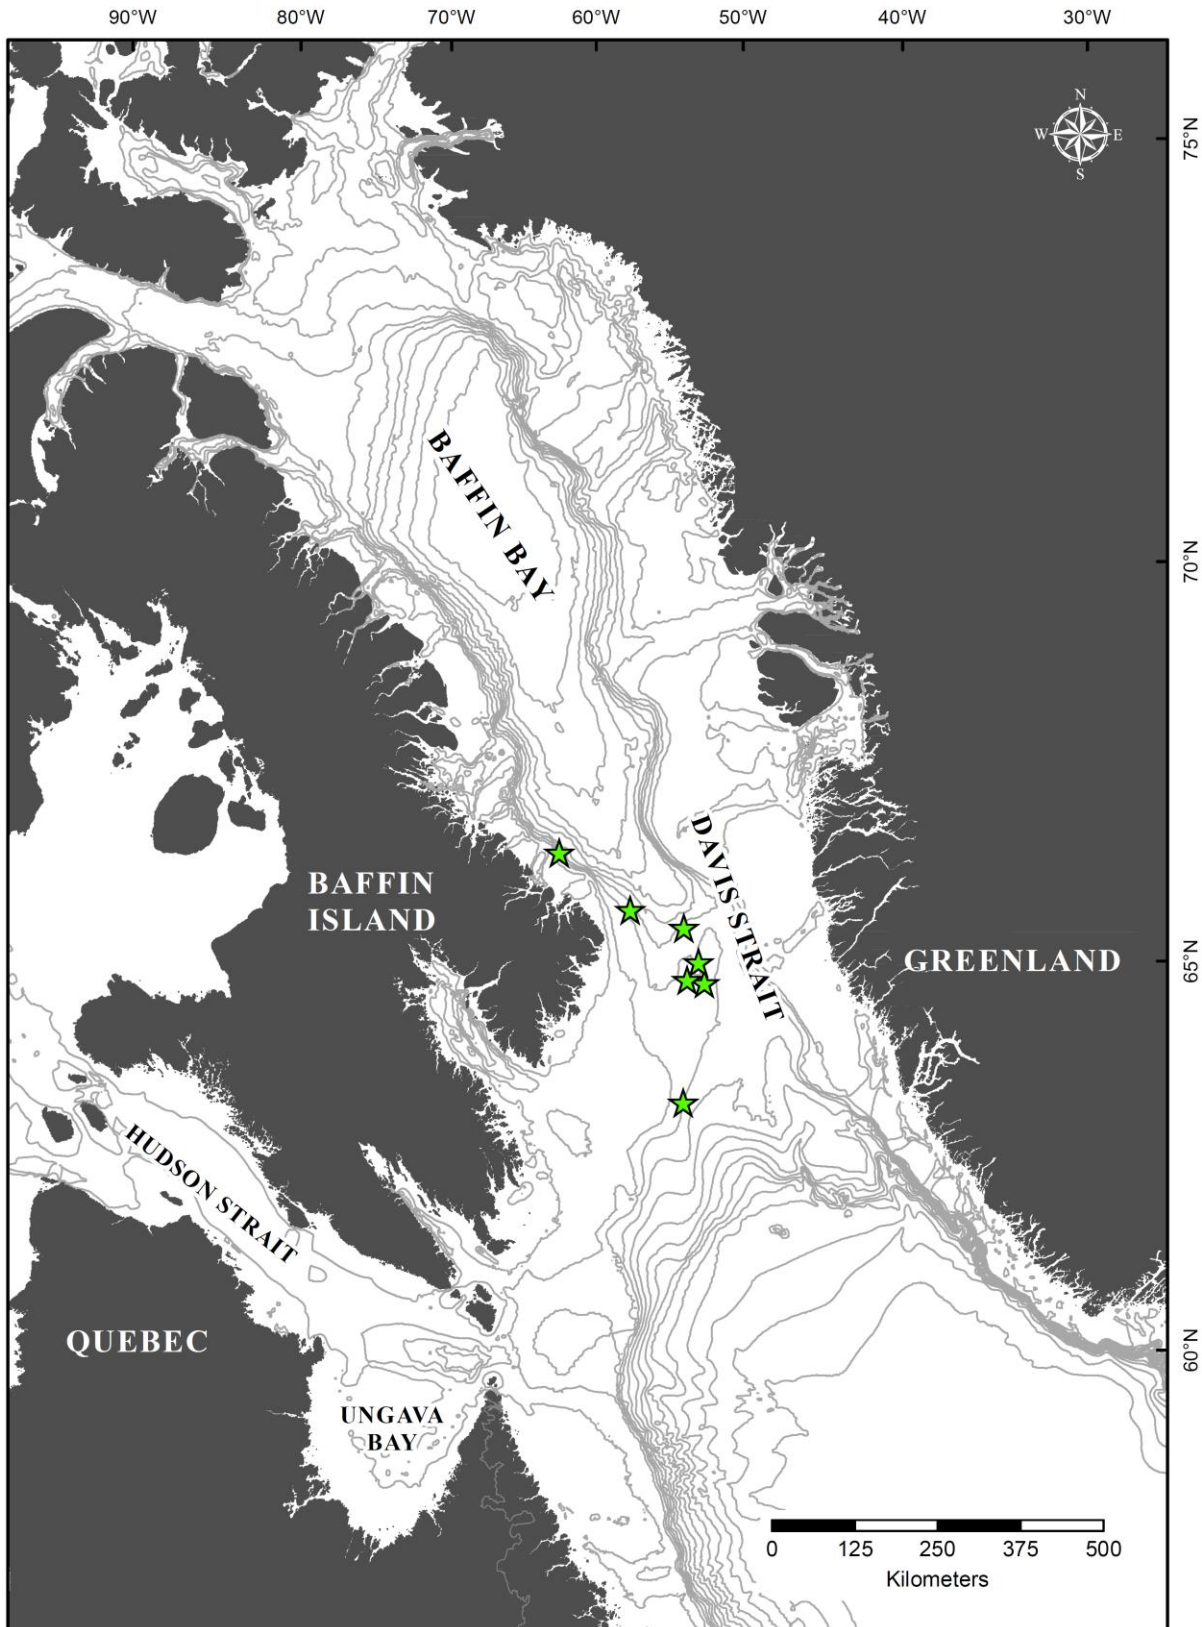 90°W 80°W 70°W 60°W 50°W 40°W 30°W
N
W E
S
75°N
BAFFIN BAY
70°N
DAVIS STRAIT
BAFFIN
ISLAND
GREENLAND
65°N
HUDSON STRAIT
QUEBEC
60°N
UNGAVA
BAY
0 125 250 375 500
Kilometers